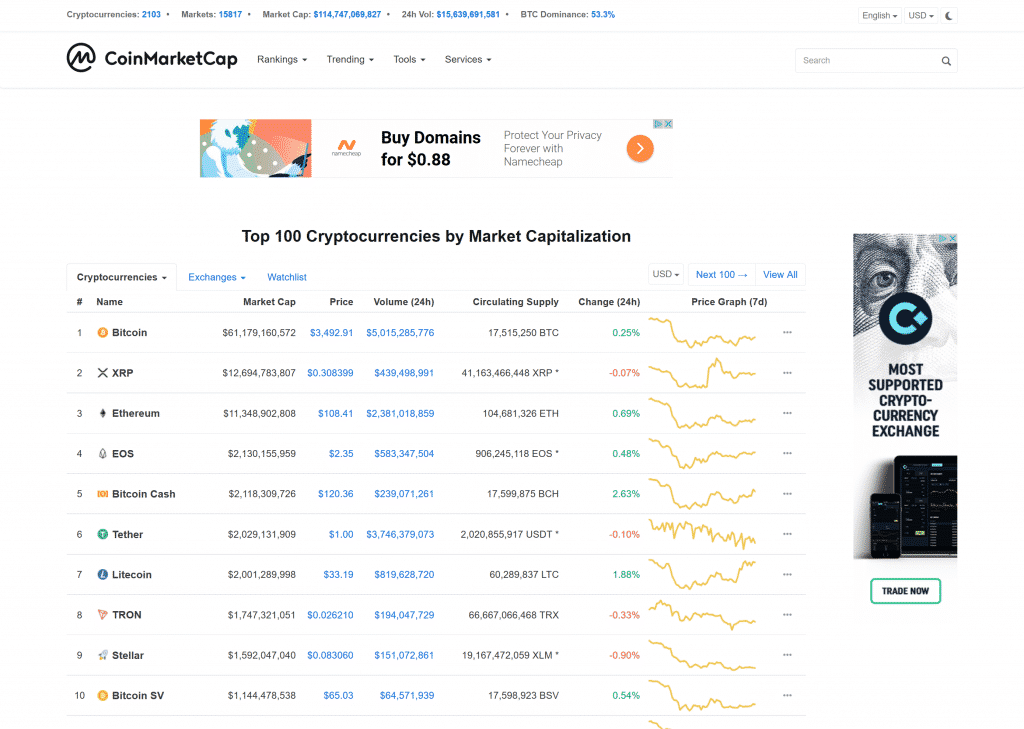 Cryptocurrencies: 2103 • Markets: 15817 • Market Cap: $114,747,069,827 • 24h Vol: $15,639,691,581 • BTC Dominance: 53.3%
English USD
CoinMarketCap Rankings Trending Tools Services Search
Buy Domains for $0.88
namecheap
Protect Your Privacy Forever with Namecheap
Top 100 Cryptocurrencies by Market Capitalization
Cryptocurrencies Exchanges Watchlist USD Next 100 → View All
# Name Market Cap Price Volume (24h) Circulating Supply Change (24h) Price Graph (7d)
1 Bitcoin $61,179,160,572 $3,492.91 $5,015,285,776 17,515,250 BTC 0.25%
2 XRP $12,694,783,807 $0.308399 $439,498,991 41,163,466,448 XRP * -0.07%
3 Ethereum $11,348,902,808 $108.41 $2,381,018,859 104,681,326 ETH 0.69%
4 EOS $2,130,155,959 $2.35 $583,347,504 906,245,118 EOS * 0.48%
5 Bitcoin Cash $2,118,309,726 $120.36 $239,071,261 17,599,875 BCH 2.63%
6 Tether $2,029,131,909 $1.00 $3,746,379,073 2,020,855,917 USDT * -0.10%
7 Litecoin $2,001,289,998 $33.19 $819,628,720 60,289,837 LTC 1.88%
8 TRON $1,747,321,051 $0.026210 $194,047,729 66,667,066,468 TRX -0.33%
9 Stellar $1,592,047,040 $0.083060 $151,072,861 19,167,472,059 XLM * -0.90%
10 Bitcoin SV $1,144,478,538 $65.03 $64,571,939 17,598,923 BSV 0.54%
MOST
SUPPORTED
CRYPTO-
CURRENCY
EXCHANGE
TRADE NOW